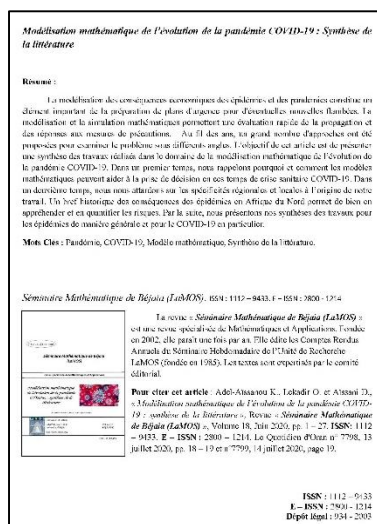 Modélisation mathématique de l'évolution de la pandémie COVID-19 : Synthèse de
la littérature
Résumé :
La modélisation des conséquences économiques des épidémies et des pandémies constitue un
élément important de la préparation de plans d'urgence pour d'éventuelles nouvelles flambées. La
modélisation et la simulation mathématiques permettent une évaluation rapide de la propagation et
des réponses aux mesures de précautions. Au fil des ans, un grand nombre d'approches ont été
proposées pour examiner le problème sous différents angles. L'objectif de cet article est de présenter
une synthèse des travaux réalisés dans le domaine de la modélisation mathématique de l'évolution de
la pandémie COVID-19. Dans un premier temps, nous rappelons pourquoi et comment les modèles
mathématiques peuvent aider à la prise de décision en ces temps de crise sanitaire COVID-19. Dans
un deuxième temps, nous nous attardons sur les spécificités régionales et locales à l'origine de notre
travail. Un bref historique des conséquences des épidémies en Afrique du Nord permet de bien en
appréhender et en quantifier les risques. Par la suite, nous présentons nos synthèses des travaux pour
les épidémies de manière générale et pour le COVID-19 en particulier.
Mots Cles : Pandémie, COVID-19, Modèle mathématique, Synthèse de la littérature.
Séminaire Mathématique de Béjaia (LaMOS). ISSN : 1112 – 9433. E – ISSN : 2800 - 1214
La revue « Séminaire Mathématique de Béjaia (LaMOS) »
est une revue spécialisée de Mathématiques et Applications. Fondée
en 2002, elle paraît une fois par an. Elle édite les Comptes Rendus
Annuels du Séminaire Hebdomadaire de l'Unité de Recherche
LaMOS (fondée en 1985). Les textes sont expertisés par le comité
éditorial.
Pour citer cet article : Adel-Aissanou K., Lekadir O. et Aissani D.,
« Modélisation mathématique de l'évolution de la pandémie COVID-
19 : synthèse de la littérature », Revue « Séminaire Mathématique
de Béjaia (LaMOS) », Volume 18, Juin 2020, pp. 1 – 27. ISSN: 1112
– 9433. E – ISSN : 2800 – 1214. Le Quotidien d'Oran n° 7798, 13
juillet 2020, pp. 18 – 19 et n°7799, 14 juillet 2020, page 19.
ISSN : 1112 – 9433
E – ISSN : 2800 - 1214
Dépôt légal : 934 - 2003